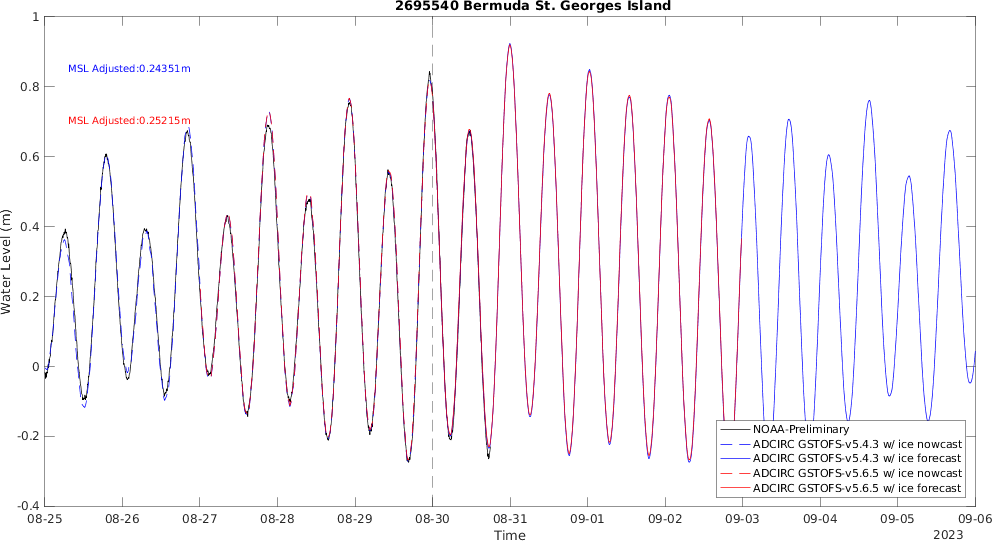 2695540 Bermuda St. Georges Island
1
MSL Adjusted:0.24351m
0.8
MSL Adjusted:0.25215m
0.6
0.4
Water Level (m)
0.2
0
-0.2
-0.4
NOAA-Preliminary
ADCIRC GSTOFS-v5.4.3 w/ ice nowcast
ADCIRC GSTOFS-v5.4.3 w/ ice forecast
ADCIRC GSTOFS-v5.6.5 w/ ice nowcast
ADCIRC GSTOFS-v5.6.5 w/ ice forecast
08-25 08-26 08-27 08-28 08-29 08-30 08-31 09-01 09-02 09-03 09-04 09-05 09-06
Time
2023